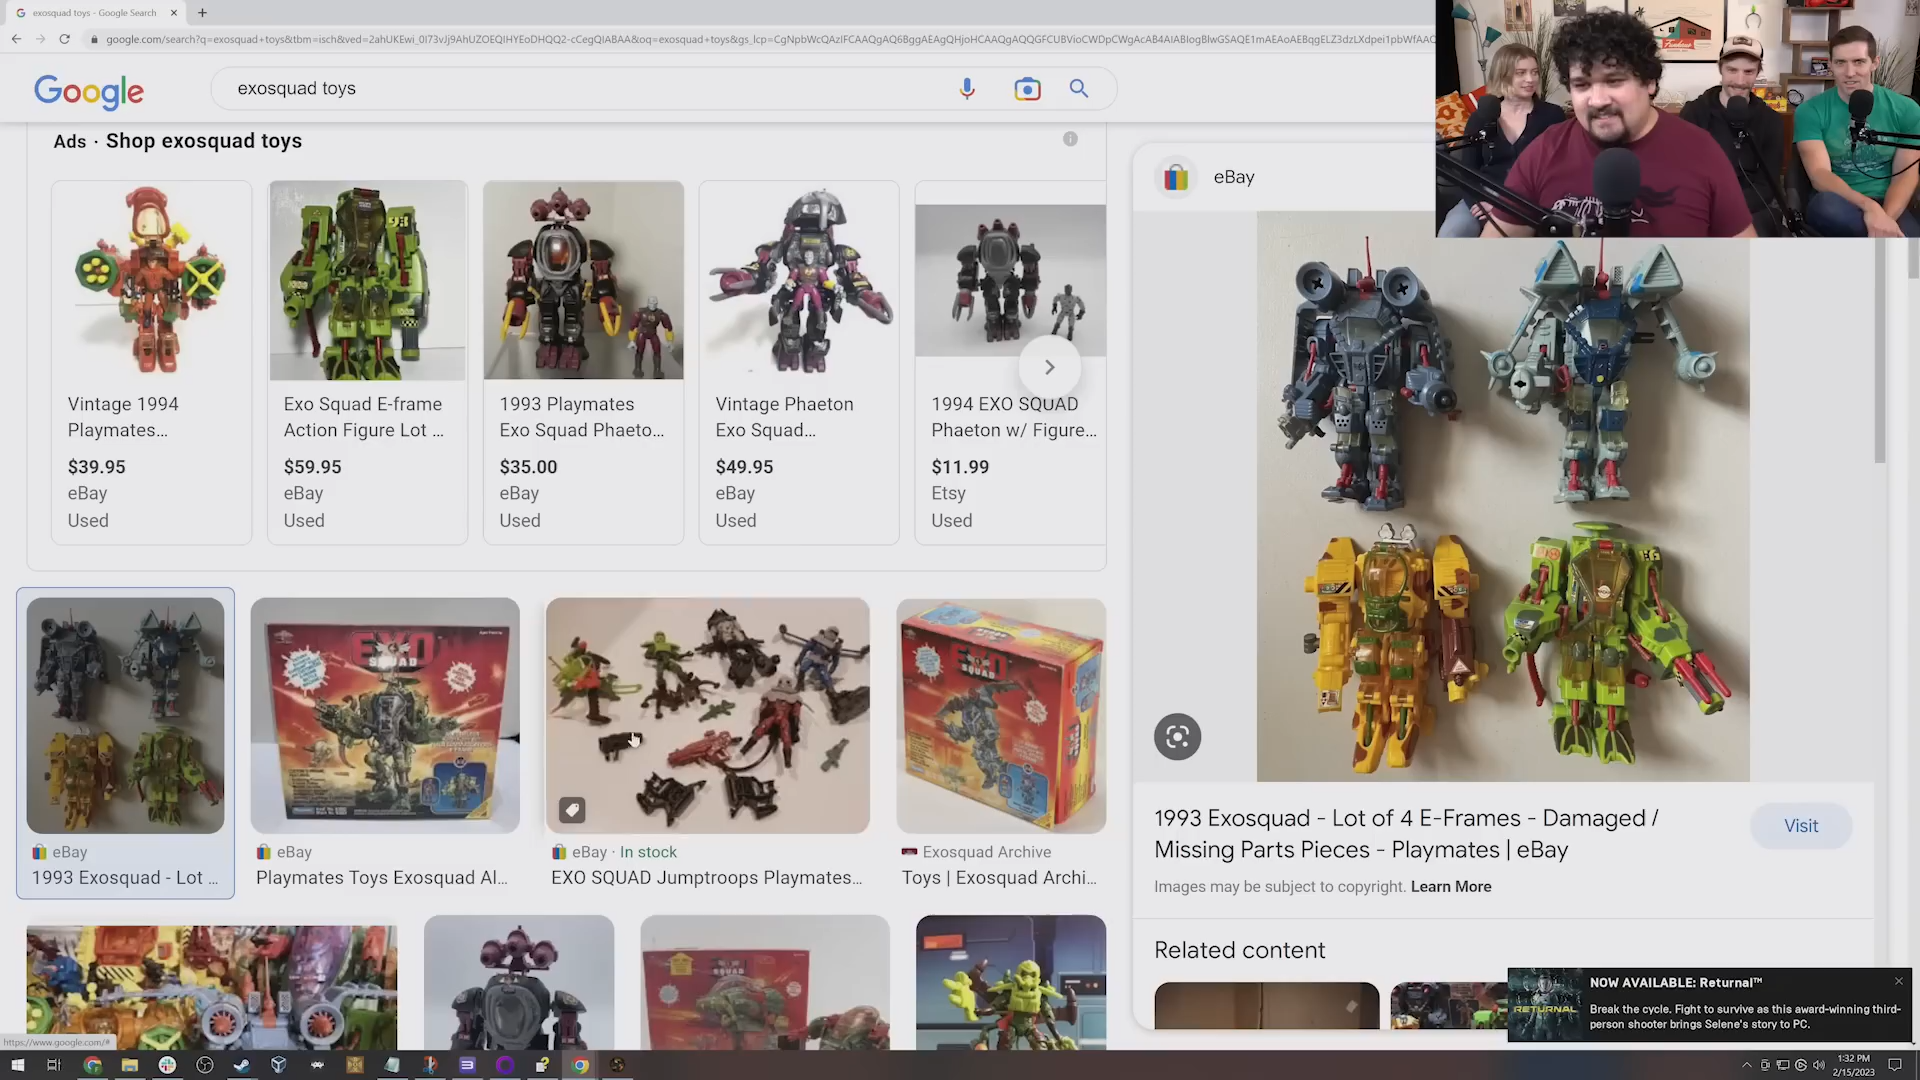 exosquad toys - Google Search
google.com/search?q=exosquad+toys&tbm=isch&ved=
Google
exosquad toys
Ads · Shop exosquad toys
Vintage 1994
Playmates...
$39.95
eBay
Used
Exo Squad E-frame
Action Figure Lot ...
$59.95
eBay
Used
1993 Playmates
Exo Squad Phaeto...
$35.00
eBay
Used
Vintage Phaeton
Exo Squad...
$49.95
eBay
Used
1994 EXO SQUAD
Phaeton w/ Figure...
$11.99
Etsy
Used
eBay
EXO
SQUAD
EXO
SQUAD
eBay
1993 Exosquad - Lot ...
eBay
Playmates Toys Exosquad Al...
eBay · In stock
EXO SQUAD Jumptroops Playmates...
Exosquad Archive
Toys | Exosquad Archi...
1993 Exosquad - Lot of 4 E-Frames - Damaged /
Missing Parts Pieces - Playmates | eBay
Visit
Images may be subject to copyright. Learn More
Related content
RETURNAL
NOW AVAILABLE: Returnal™
Break the cycle. Fight to survive as this award-winning third-
person shooter brings Selene's story to PC.
https://www.google.com/#
1:32 PM
2/15/2023